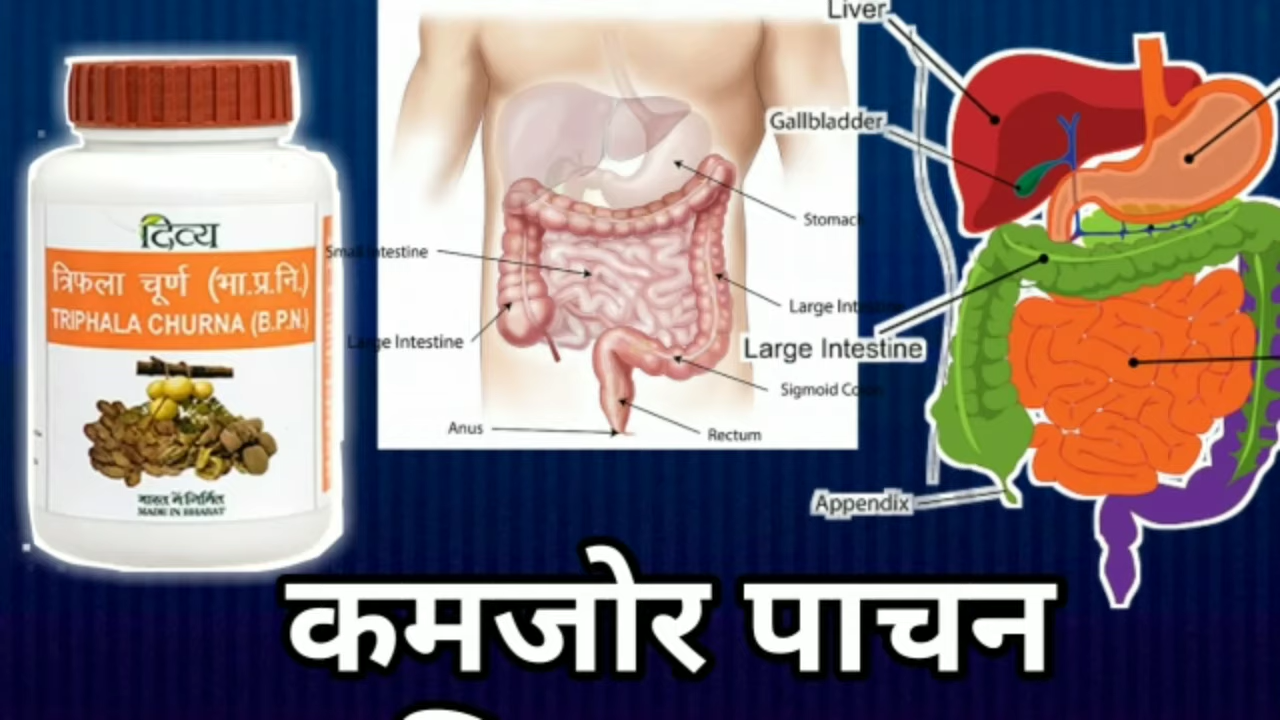 दिव्य
त्रिफला चूर्ण (भा.प्र.नि.)
TRIPHALA CHURNA (B.P.N.)
भारत में निर्मित
MADE IN BHARAT
Small Intestine
Large Intestine
Anus
Stomach
Large Intestine
Sigmoid Colon
Rectum
Liver
Gallbladder
Large Intestine
Appendix
कमजोर पाचन